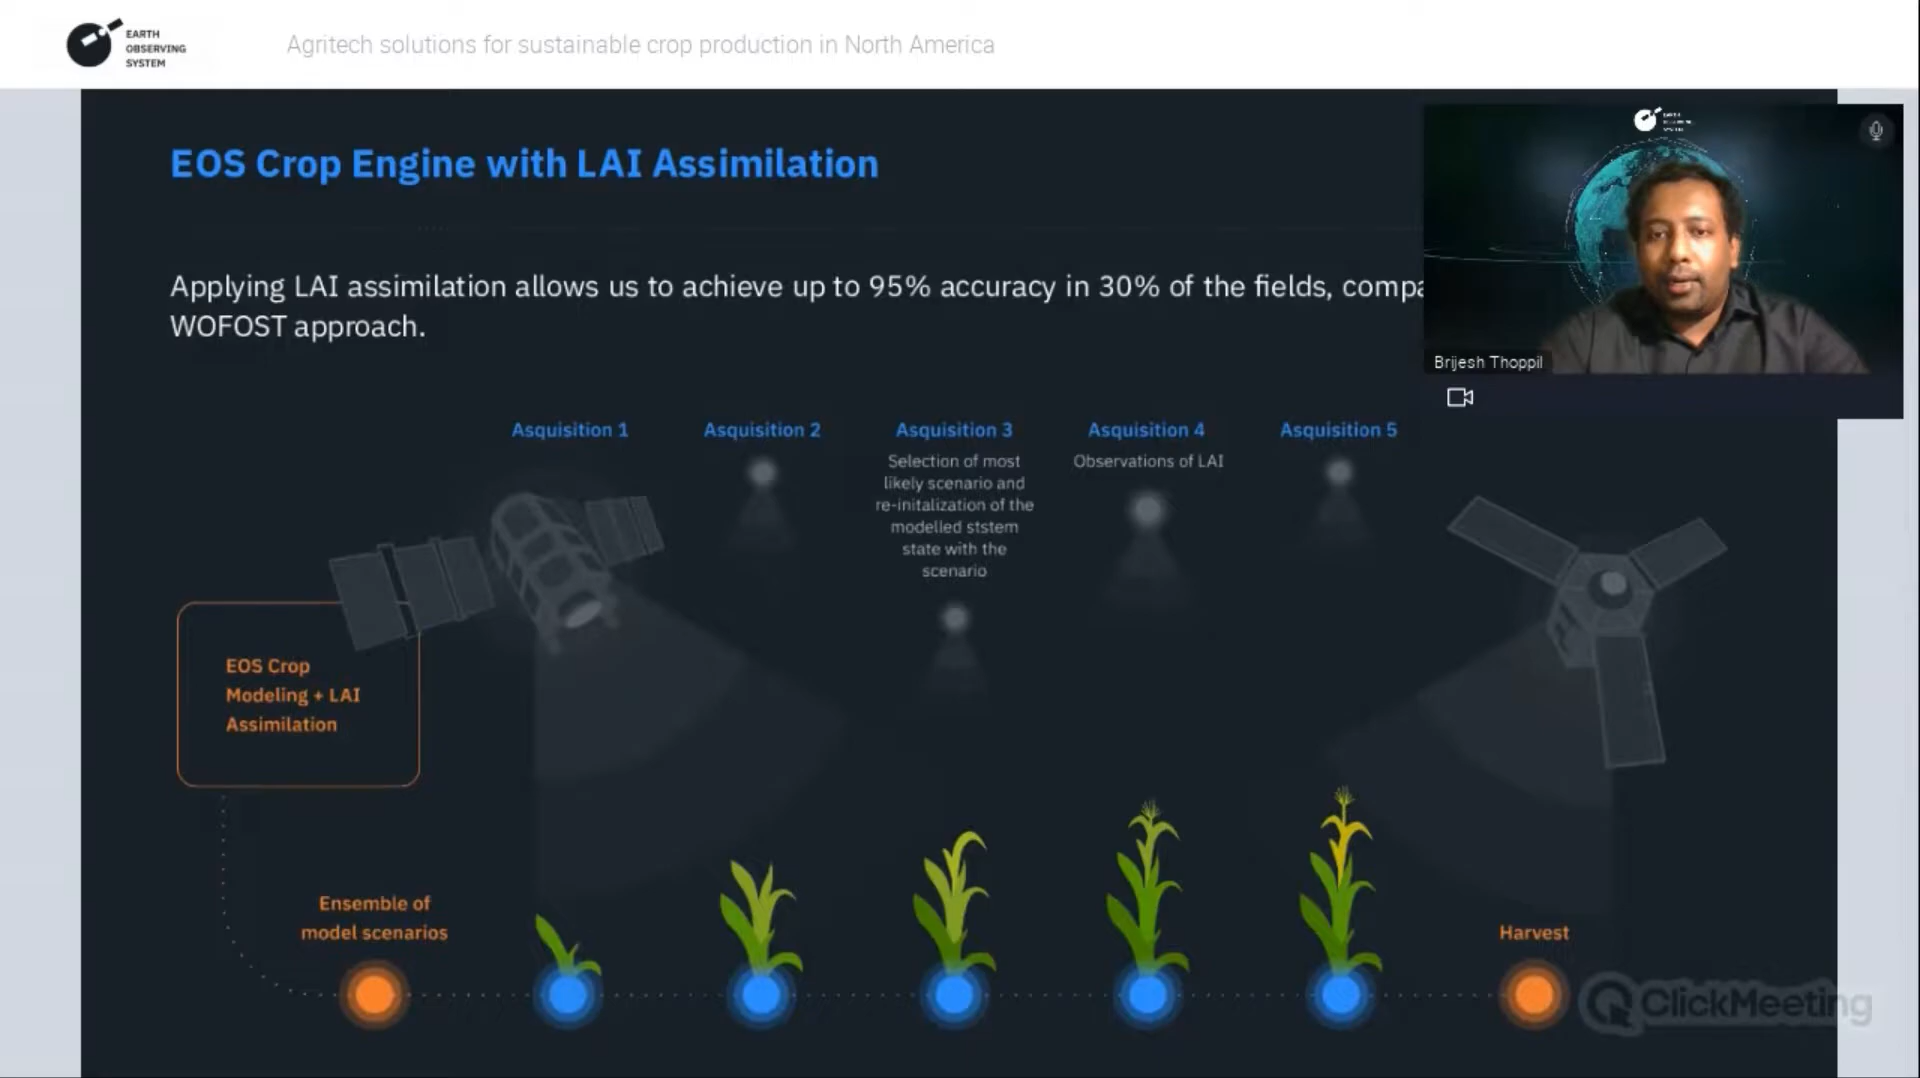 EARTH
OBSERVING
SYSTEM
Agritech solutions for sustainable crop production in North America
EOS Crop Engine with LAI Assimilation
Applying LAI assimilation allows us to achieve up to 95% accuracy in 30% of the fields, compa
WOFOST approach.
Brijesh Thoppil
Asquisition 1
Asquisition 2
Asquisition 3
Selection of most
likely scenario and
re-initalization of the
modelled ststem
state with the
scenario
Asquisition 4
Observations of LAI
Asquisition 5
EOS Crop
Modeling + LAI
Assimilation
Ensemble of
model scenarios
Harvest
ClickMeeting